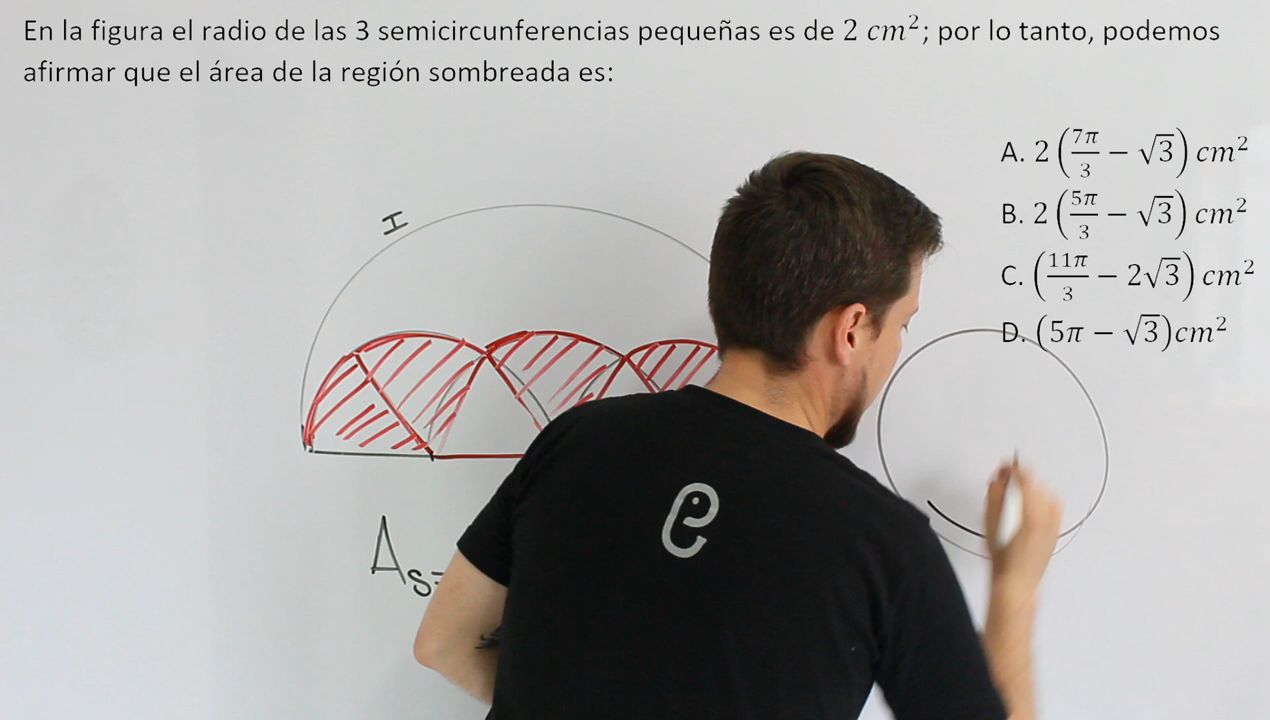 En la figura el radio de las 3 semicircunferencias pequeñas es de 2 cm²; por lo tanto, podemos
afirmar que el área de la región sombreada es:
A. 2 (7π/3 − √3) cm²
B. 2 (5π/3 − √3) cm²
C. (11π/3 − 2√3) cm²
D. (5π − √3)cm²
H
As=